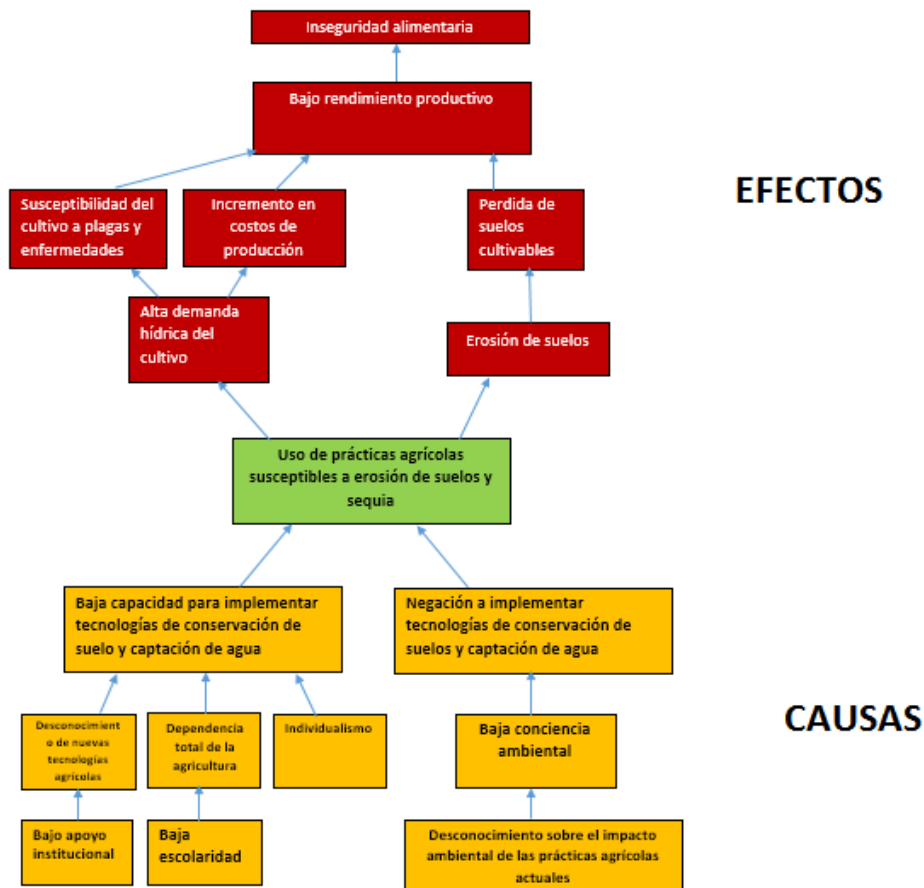 Inseguridad alimentaria
Bajo rendimiento productivo
EFECTOS
Susceptibilidad del
cultivo a plagas y
enfermedades
Incremento en
costos de
producción
Perdida de
suelos
cultivables
Alta demanda
hídrica del
cultivo
Erosión de suelos
Uso de prácticas agrícolas
susceptibles a erosión de suelos y
sequia
Baja capacidad para implementar
tecnologías de conservación de
suelo y captación de agua
Negación a implementar
tecnologías de conservación de
suelos y captación de agua
CAUSAS
Desconocimient
o de nuevas
tecnologías
agrícolas
Dependencia
total de la
agricultura
Individualismo
Baja conciencia
ambiental
Bajo apoyo
institucional
Baja
escolaridad
Desconocimiento sobre el impacto
ambiental de las prácticas agrícolas
actuales